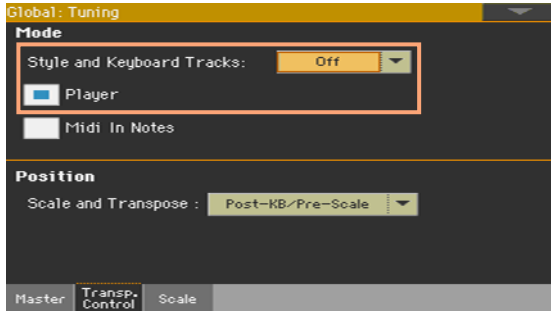 Global: Tuning
Mode
Style and Keyboard Tracks: Off
Player
Midi In Notes
Position
Scale and Transpose : Post-KB/Pre-Scale
Master Transp. Control Scale